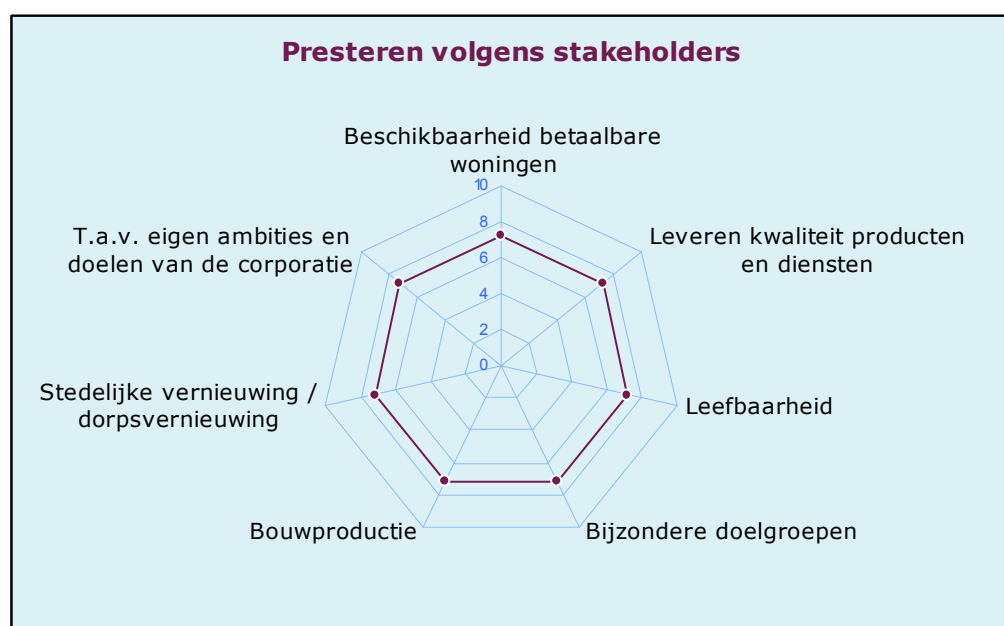 Presteren volgens stakeholders
Beschikbaarheid betaalbare
woningen
10
8
6
4
2
0
T.a.v. eigen ambities en
doelen van de corporatie
Leveren kwaliteit producten
en diensten
Stedelijke vernieuwing /
dorpsvernieuwing
Leefbaarheid
Bouwproductie
Bijzondere doelgroepen